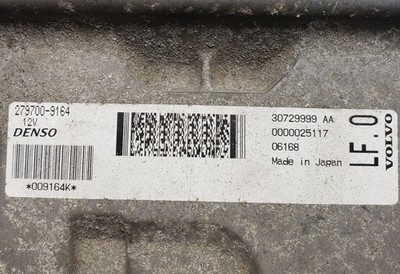 279700-9164
12V
DENSO
*009164K*
30729999 AA
0000025117
06168
Made in Japan
LF.0
VOLVO